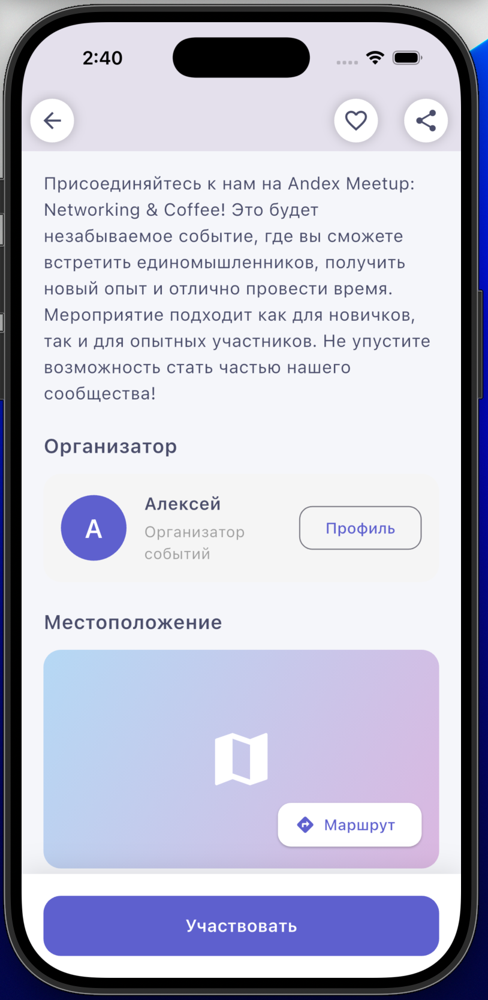 2:40
Присоединяйтесь к нам на Andex Meetup:
Networking & Coffee! Это будет
незабываемое событие, где вы сможете
встретить единомышленников, получить
новый опыт и отлично провести время.
Мероприятие подходит как для новичков,
так и для опытных участников. Не упустите
возможность стать частью нашего
сообщества!
Организатор
А
Алексей
Организатор
событий
Профиль
Местоположение
Маршрут
Участвовать